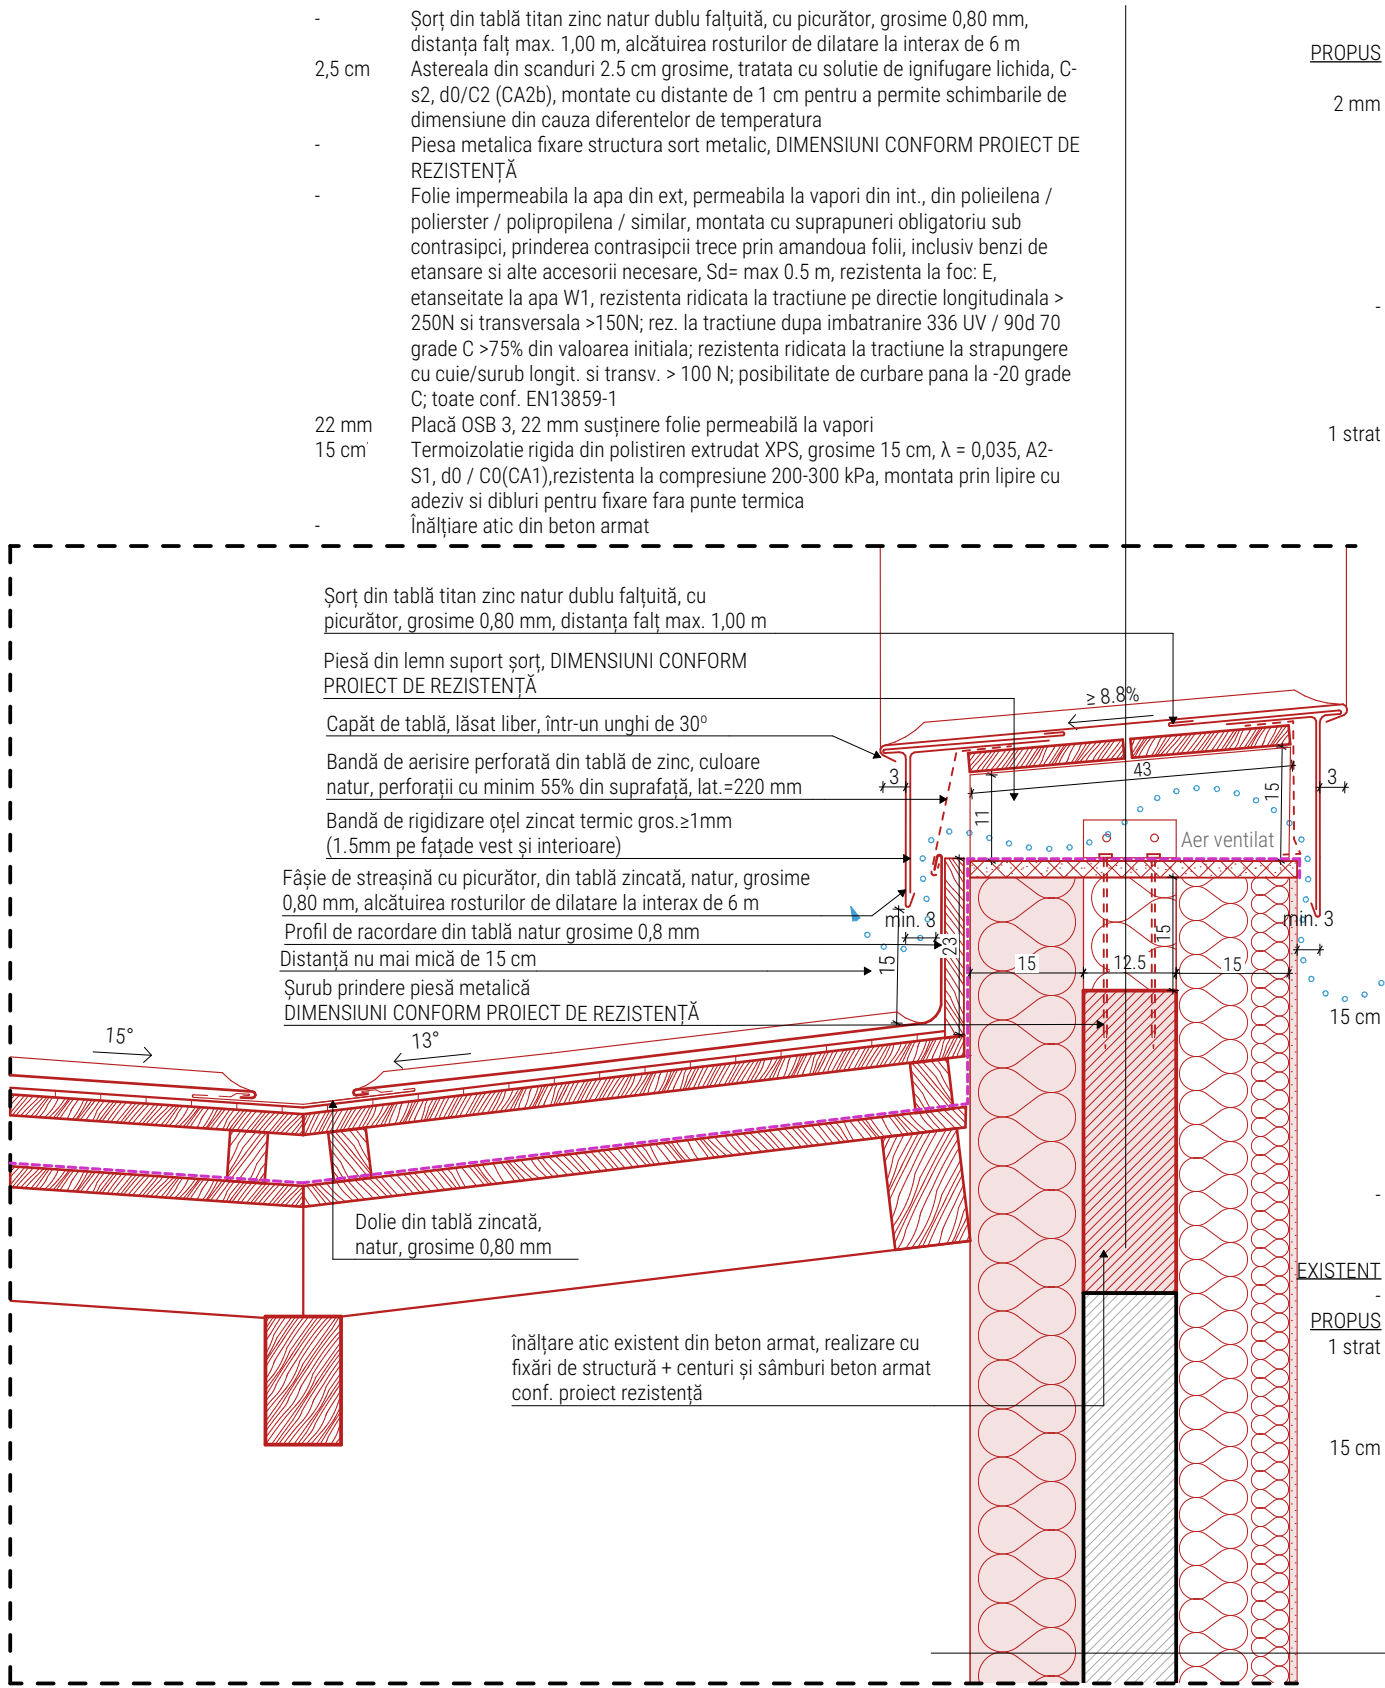 - Șorț din tablă titan zinc natur dublu fălțuită, cu picurător, grosime 0,80 mm,
distanța falț max. 1,00 m, alcătuirea rosturilor de dilatare la interax de 6 m
2,5 cm Astereala din scanduri 2.5 cm grosime, tratata cu solutie de ignifugare lichida, C-
s2, d0/C2 (CA2b), montate cu distante de 1 cm pentru a permite schimbarile de
dimensiune din cauza diferentelor de temperatura
- Piesa metalica fixare structura sort metalic, DIMENSIUNI CONFORM PROIECT DE
REZISTENȚĂ
- Folie impermeabila la apa din ext, permeabila la vapori din int., din polieilena /
polierster / polipropilena / similar, montata cu suprapuneri obligatoriu sub
contrasipci, prinderea contrasipcii trece prin amandoua folii, inclusiv benzi de
etansare si alte accesorii necesare, Sd= max 0.5 m, rezistenta la foc: E,
etanseitate la apa W1, rezistenta ridicata la tractiune pe directie longitudinala >
250N si transversala >150N; rez. la tractiune dupa imbatranire 336 UV / 90d 70
grade C >75% din valoarea initiala; rezistenta ridicata la tractiune la strapungere
cu cuie/surub longit. si transv. > 100 N; posibilitate de curbare pana la -20 grade
C; toate conf. EN13859-1
22 mm Placă OSB 3, 22 mm susținere folie permeabilă la vapori
15 cm Termoizolatie rigida din polistiren extrudat XPS, grosime 15 cm, λ = 0,035, A2-
S1, d0 / C0(CA1),rezistenta la compresiune 200-300 kPa, montata prin lipire cu
adeziv si dibluri pentru fixare fara punte termica
- Înălțiare atic din beton armat
PROPUS
2 mm
-
1 strat
Șorț din tablă titan zinc natur dublu falțuită, cu
picurător, grosime 0,80 mm, distanța falț max. 1,00 m
Piesă din lemn suport șorț, DIMENSIUNI CONFORM
PROIECT DE REZISTENȚĂ
Capăt de tablă, lăsat liber, într-un unghi de 30º
Bandă de aerisire perforată din tablă de zinc, culoare
natur, perforații cu minim 55% din suprafață, lat.=220 mm
Bandă de rigidizare oțel zincat termic gros.≥1mm
(1.5mm pe fațade vest și interioare)
Fâșie de streașină cu picurător, din tablă zincată, natur, grosime
0,80 mm, alcătuirea rosturilor de dilatare la interax de 6 m
Profil de racordare din tablă natur grosime 0,8 mm
Distanță nu mai mică de 15 cm
Șurub prindere piesă metalică
DIMENSIUNI CONFORM PROIECT DE REZISTENȚĂ
≥ 8.8%
3
43
3
11
15
Aer ventilat
min. 3
min. 3
15
23
15
15
12.5
15
15 cm
15°
13°
Dolie din tablă zincată,
natur, grosime 0,80 mm
-
EXISTENT
-
PROPUS
1 strat
15 cm
înălțare atic existent din beton armat, realizare cu
fixări de structură + centuri și sâmburi beton armat
conf. proiect rezistență